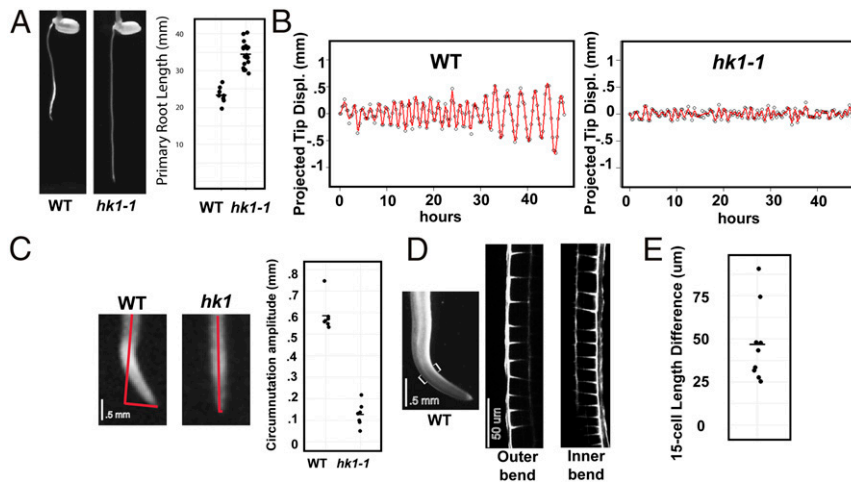 A
Primary Root Length (mm)
40
30
20
10
WT
hk1-1
WT hk1-1
B
Projected Tip Displ. (mm)
1
.5
0
-.5
-1
WT
0 10 20 30 40
hours
Projected Tip Displ. (mm)
1
.5
0
-.5
-1
hk1-1
0 10 20 30 40
hours
C
WT
hk1
.5 mm
Circumnutation amplitude (mm)
.8
.7
.6
.5
.4
.3
.2
.1
0
WT hk1-1
D
.5 mm
WT
50 um
Outer
bend
Inner
bend
E
15-cell Length Difference (um)
75
50
25
0